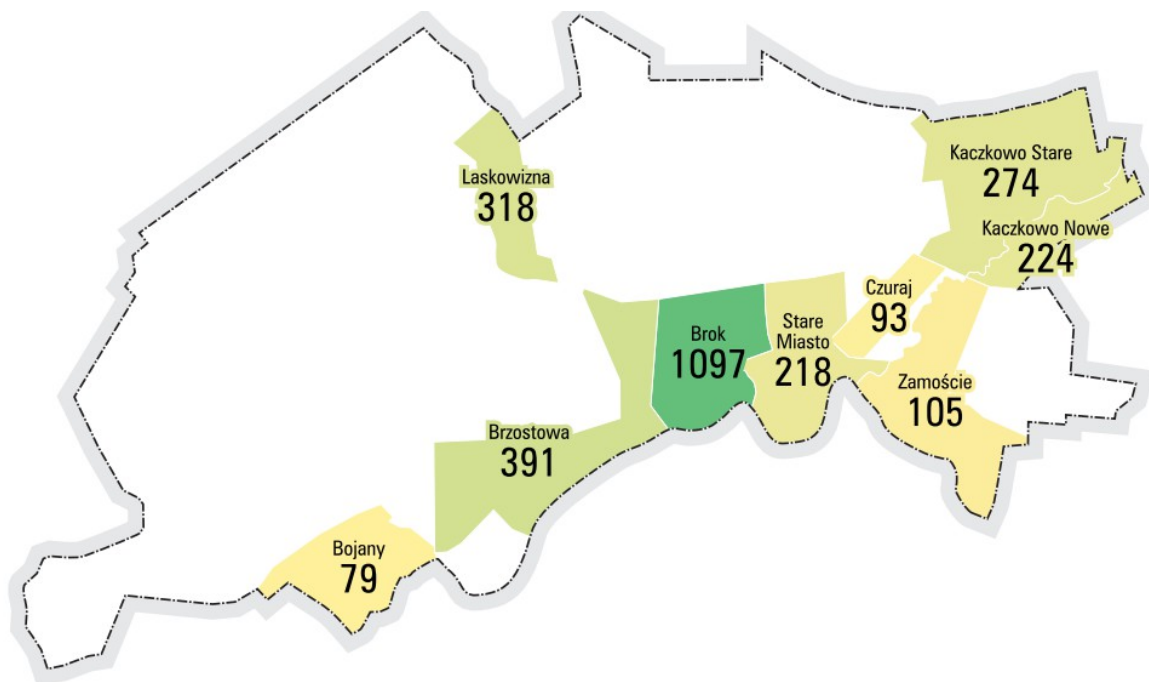 Kaczkowo Stare
274
Laskowizna
318
Kaczkowo Nowe
224
Czuraj
93
Brok
1097
Stare
Miasto
218
Zamoście
105
Brzostowa
391
Bojany
79